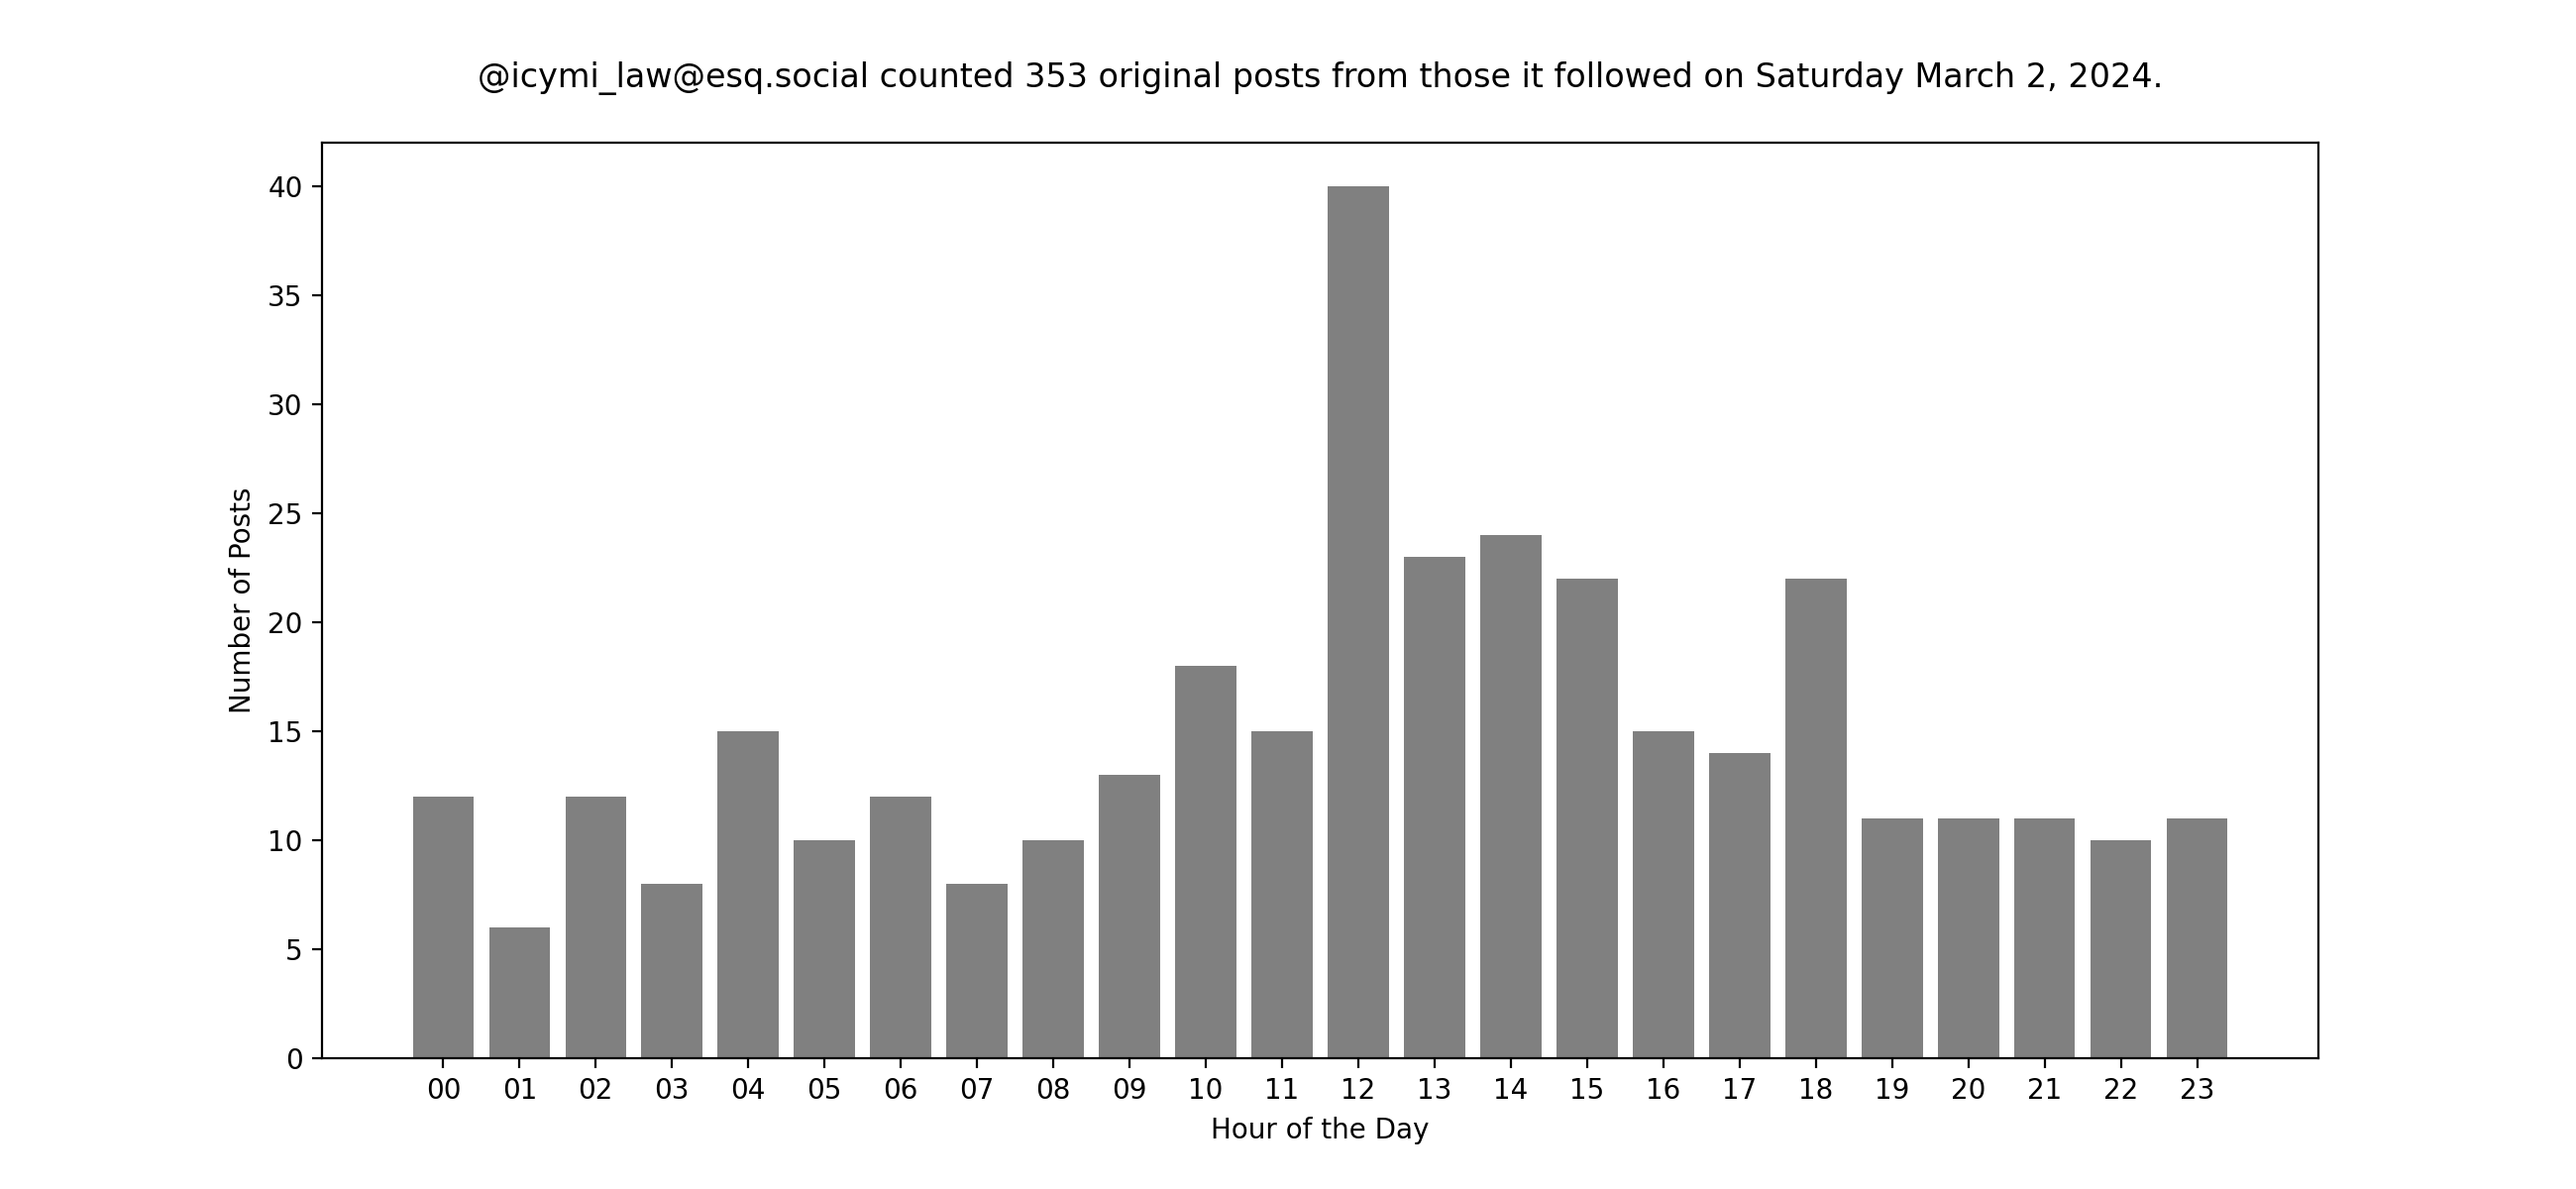 @icymi_law@esq.social counted 353 original posts from those it followed on Saturday March 2, 2024.
40
35
30
25
20
15
10
5
0
Number of Posts
00 01 02 03 04 05 06 07 08 09 10 11 12 13 14 15 16 17 18 19 20 21 22 23
Hour of the Day